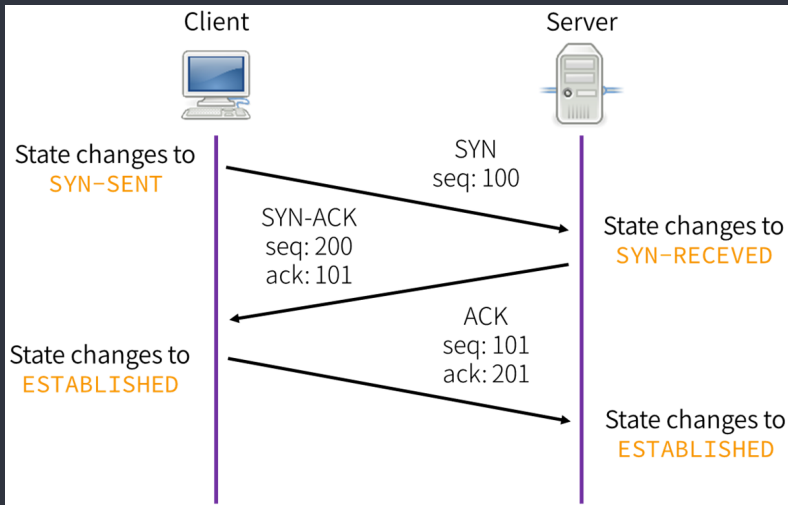 Client
Server
State changes to
SYN-SENT
SYN
seq: 100
SYN-ACK
seq: 200
ack: 101
State changes to
SYN-RECEVED
ACK
seq: 101
ack: 201
State changes to
ESTABLISHED
State changes to
ESTABLISHED